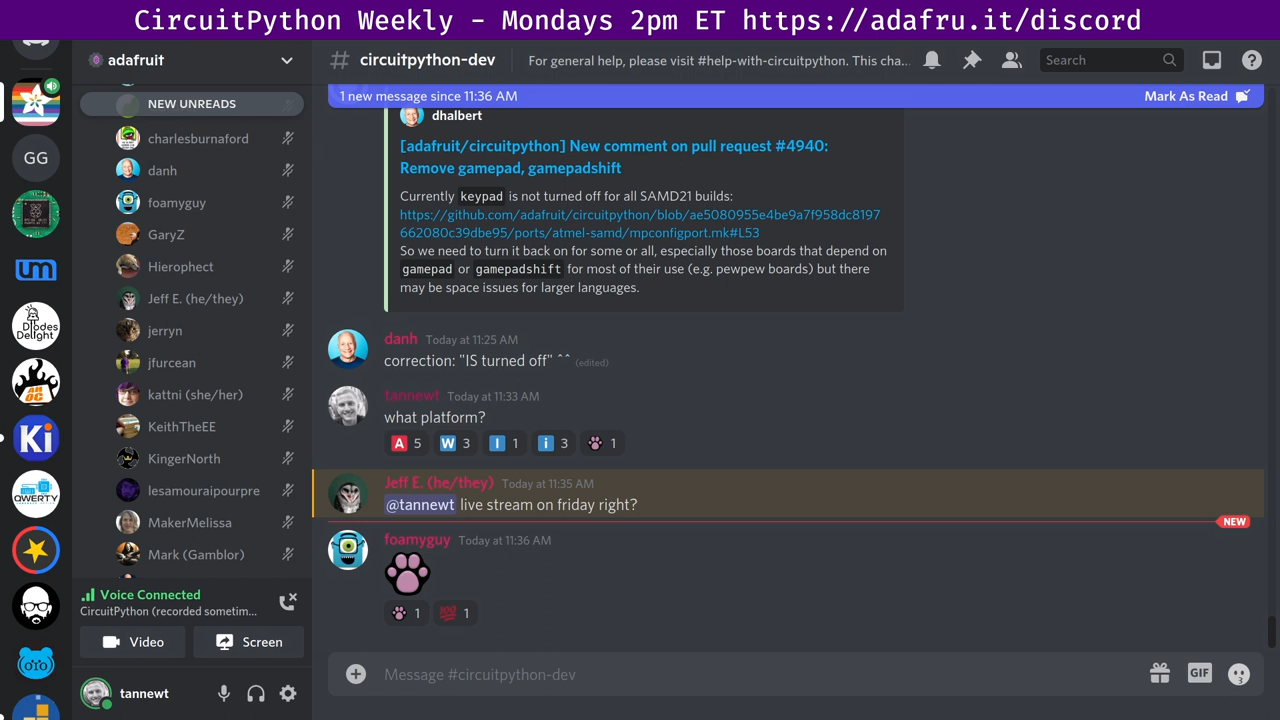 CircuitPython Weekly - Mondays 2pm ET https://adafru.it/discord
adafruit
# circuitpython-dev
For general help, please visit #help-with-circuitpython. This cha...
Search
NEW UNREADS
charlesburnaford
danh
foamyguy
GaryZ
Hierophect
Jeff E. (he/they)
jerryn
jfurcean
kattni (she/her)
KeithTheEE
KingerNorth
lesamouraipourpre
MakerMelissa
Mark (Gamblor)
GG
um
Diodes
Delight
AHOC
Ki
QWERTY
Voice Connected
CircuitPython (recorded sometim...
Video
Screen
tannewt
1 new message since 11:36 AM
Mark As Read
dhalbert
[adafruit/circuitpython] New comment on pull request #4940:
Remove gamepad, gamepadshift
Currently keypad is not turned off for all SAMD21 builds:
https://github.com/adafruit/circuitpython/blob/ae5080955e4be9a7f958dc8197
662080c39dbe95/ports/atmel-samd/mpconfigport.mk#L53
So we need to turn it back on for some or all, especially those boards that depend on
gamepad or gamepadshift for most of their use (e.g. pewpew boards) but there
may be space issues for larger languages.
danh Today at 11:25 AM
correction: "IS turned off" ^^ (edited)
tannewt Today at 11:33 AM
what platform?
A 5 W 3 I 1 i 3 1
Jeff E. (he/they) Today at 11:35 AM
@tannewt live stream on friday right?
NEW
foamyguy Today at 11:36 AM
1 100 1
Message #circuitpython-dev
GIF